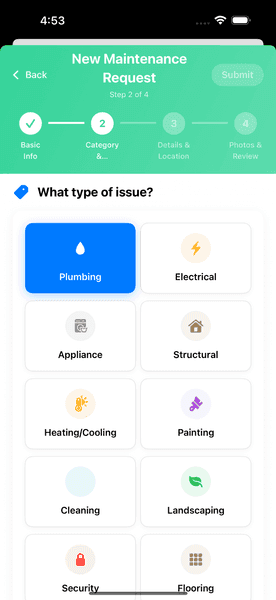 4:53
Back
New Maintenance
Request
Submit
Step 2 of 4
2
3
4
Basic
Info
Category
&...
Details &
Location
Photos &
Review
What type of issue?
Plumbing
Electrical
Appliance
Structural
Heating/Cooling
Painting
Cleaning
Landscaping
Security
Flooring